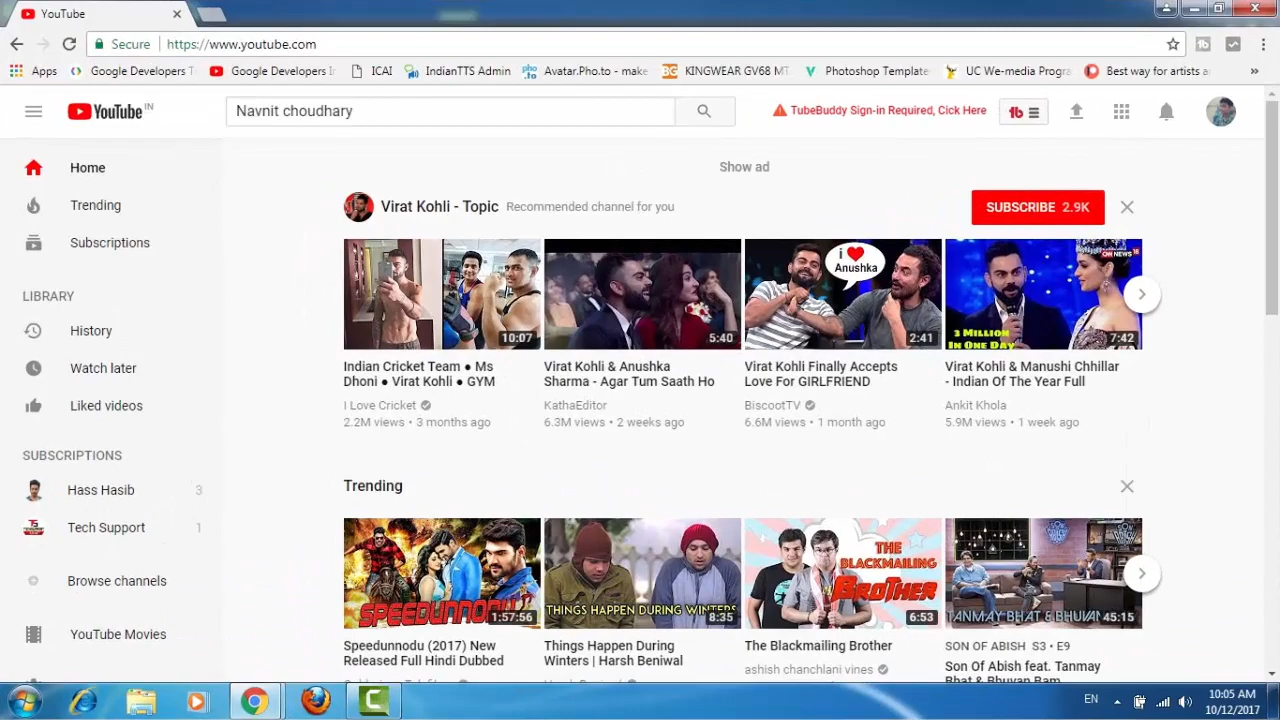 YouTube
Secure https://www.youtube.com
Apps Google Developers T Google Developers I ICAI IndianTTS Admin Avatar.Pho.to - make KINGWEAR GV68 MT Photoshop Template UC We-media Progra Best way for artists a »
YouTube IN
Navnit choudhary
TubeBuddy Sign-in Required, Click Here
Home
Trending
Subscriptions
LIBRARY
History
Watch later
Liked videos
SUBSCRIPTIONS
Hass Hasib 3
Tech Support 1
Browse channels
YouTube Movies
Show ad
Virat Kohli - Topic Recommended channel for you
SUBSCRIBE 2.9K
10:07
5:40
i ❤ Anushka
2:41
CNN NEWS 18
3 MILLION
IN ONE DAY
7:42
Indian Cricket Team ● Ms
Dhoni ● Virat Kohli ● GYM
I Love Cricket
2.2M views • 3 months ago
Virat Kohli & Anushka
Sharma - Agar Tum Saath Ho
KathaEditor
6.3M views • 2 weeks ago
Virat Kohli Finally Accepts
Love For GIRLFRIEND
BiscootTV
6.6M views • 1 month ago
Virat Kohli & Manushi Chhillar
- Indian Of The Year Full
Ankit Khola
5.9M views • 1 week ago
Trending
SPEEDUNNODU
1:57:56
THINGS HAPPEN DURING WINTERS
8:35
THE
BLACKMAILING
BROTHER
6:53
TANMAY BHAT & BHUVAN
45:15
Speedunnodu (2017) New
Released Full Hindi Dubbed
Things Happen During
Winters | Harsh Beniwal
The Blackmailing Brother
ashish chanchlani vines
SON OF ABISH S3 • E9
Son Of Abish feat. Tanmay
Bhat & Bhuvan Bam
EN
10:05 AM
10/12/2017